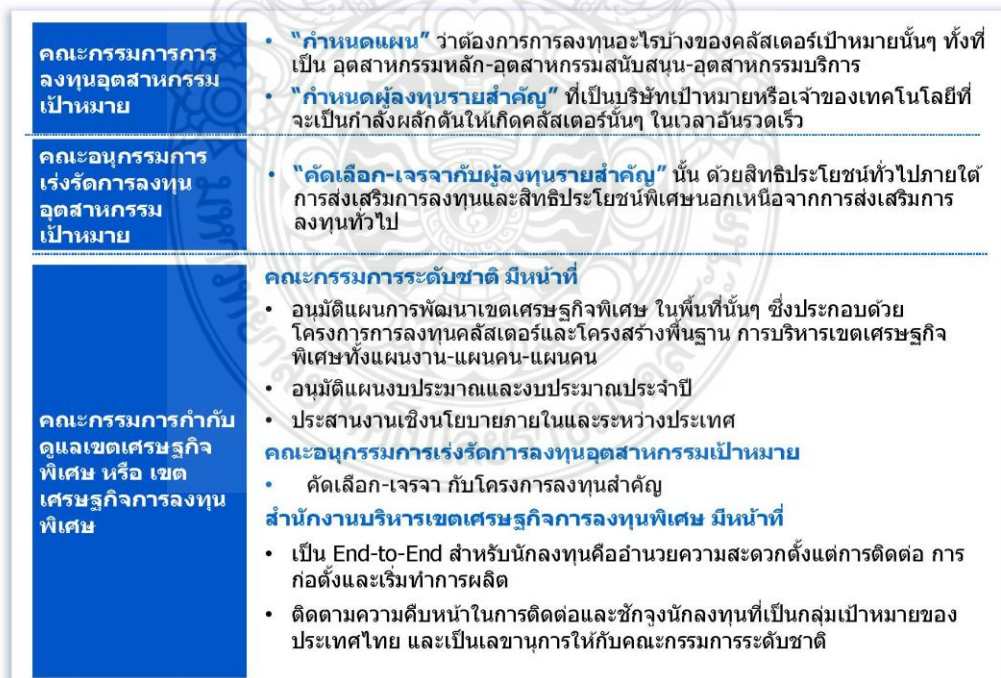 คณะกรรมการการ
ลงทุนอุตสาหกรรม
เป้าหมาย
• “กำหนดแผน” ว่าต้องการการลงทุนอะไรบ้างของคลัสเตอร์เป้าหมายนั้นๆ ทั้งที่
เป็น อุตสาหกรรมหลัก-อุตสาหกรรมสนับสนุน-อุตสาหกรรมบริการ
• “กำหนดผู้ลงทุนรายสำคัญ” ที่เป็นบริษัทเป้าหมายหรือเจ้าของเทคโนโลยีที่
จะเป็นกำลังผลักดันให้เกิดคลัสเตอร์นั้นๆ ในเวลาอันรวดเร็ว
คณะอนุกรรมการ
เร่งรัดการลงทุน
อุตสาหกรรม
เป้าหมาย
• “คัดเลือก-เจรจากับผู้ลงทุนรายสำคัญ” นั้น ด้วยสิทธิประโยชน์ทั่วไปภายใต้
การส่งเสริมการลงทุนและสิทธิประโยชน์พิเศษนอกเหนือจากการส่งเสริมการ
ลงทุนทั่วไป
คณะกรรมการกำกับ
ดูแลเขตเศรษฐกิจ
พิเศษ หรือ เขต
เศรษฐกิจการลงทุน
พิเศษ
คณะกรรมการระดับชาติ มีหน้าที่
• อนุมัติแผนการพัฒนาเขตเศรษฐกิจพิเศษ ในพื้นที่นั้นๆ ซึ่งประกอบด้วย
โครงการการลงทุนคลัสเตอร์และโครงสร้างพื้นฐาน การบริหารเขตเศรษฐกิจ
พิเศษทั้งแผนงาน-แผนคน-แผนคน
• อนุมัติแผนงบประมาณและงบประมาณประจำปี
• ประสานงานเชิงนโยบายภายในและระหว่างประเทศ
คณะอนุกรรมการเร่งรัดการลงทุนอุตสาหกรรมเป้าหมาย
• คัดเลือก-เจรจา กับโครงการลงทุนสำคัญ
สำนักงานบริหารเขตเศรษฐกิจการลงทุนพิเศษ มีหน้าที่
• เป็น End-to-End สำหรับนักลงทุนคืออำนวยความสะดวกตั้งแต่การติดต่อ การ
ก่อตั้งและเริ่มทำการผลิต
• ติดตามความคืบหน้าในการติดต่อและชักจูงนักลงทุนที่เป็นกลุ่มเป้าหมายของ
ประเทศไทย และเป็นเลขานุการให้กับคณะกรรมการระดับชาติ